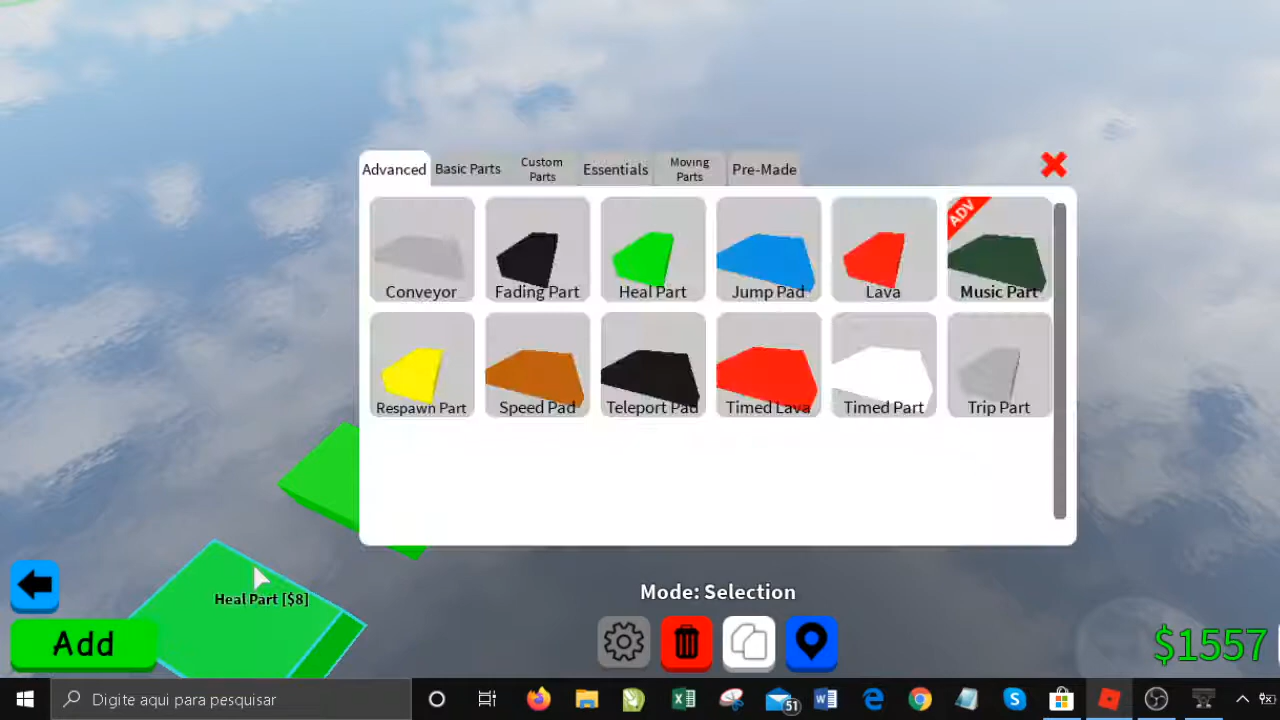 Advanced
Basic Parts
Custom
Parts
Essentials
Moving
Parts
Pre-Made
ADV
Conveyor
Fading Part
Heal Part
Jump Pad
Lava
Music Part
Respawn Part
Speed Pad
Teleport Pad
Timed Lava
Timed Part
Trip Part
Mode: Selection
Heal Part [$8]
Add
$1557
Digite aqui para pesquisar
51